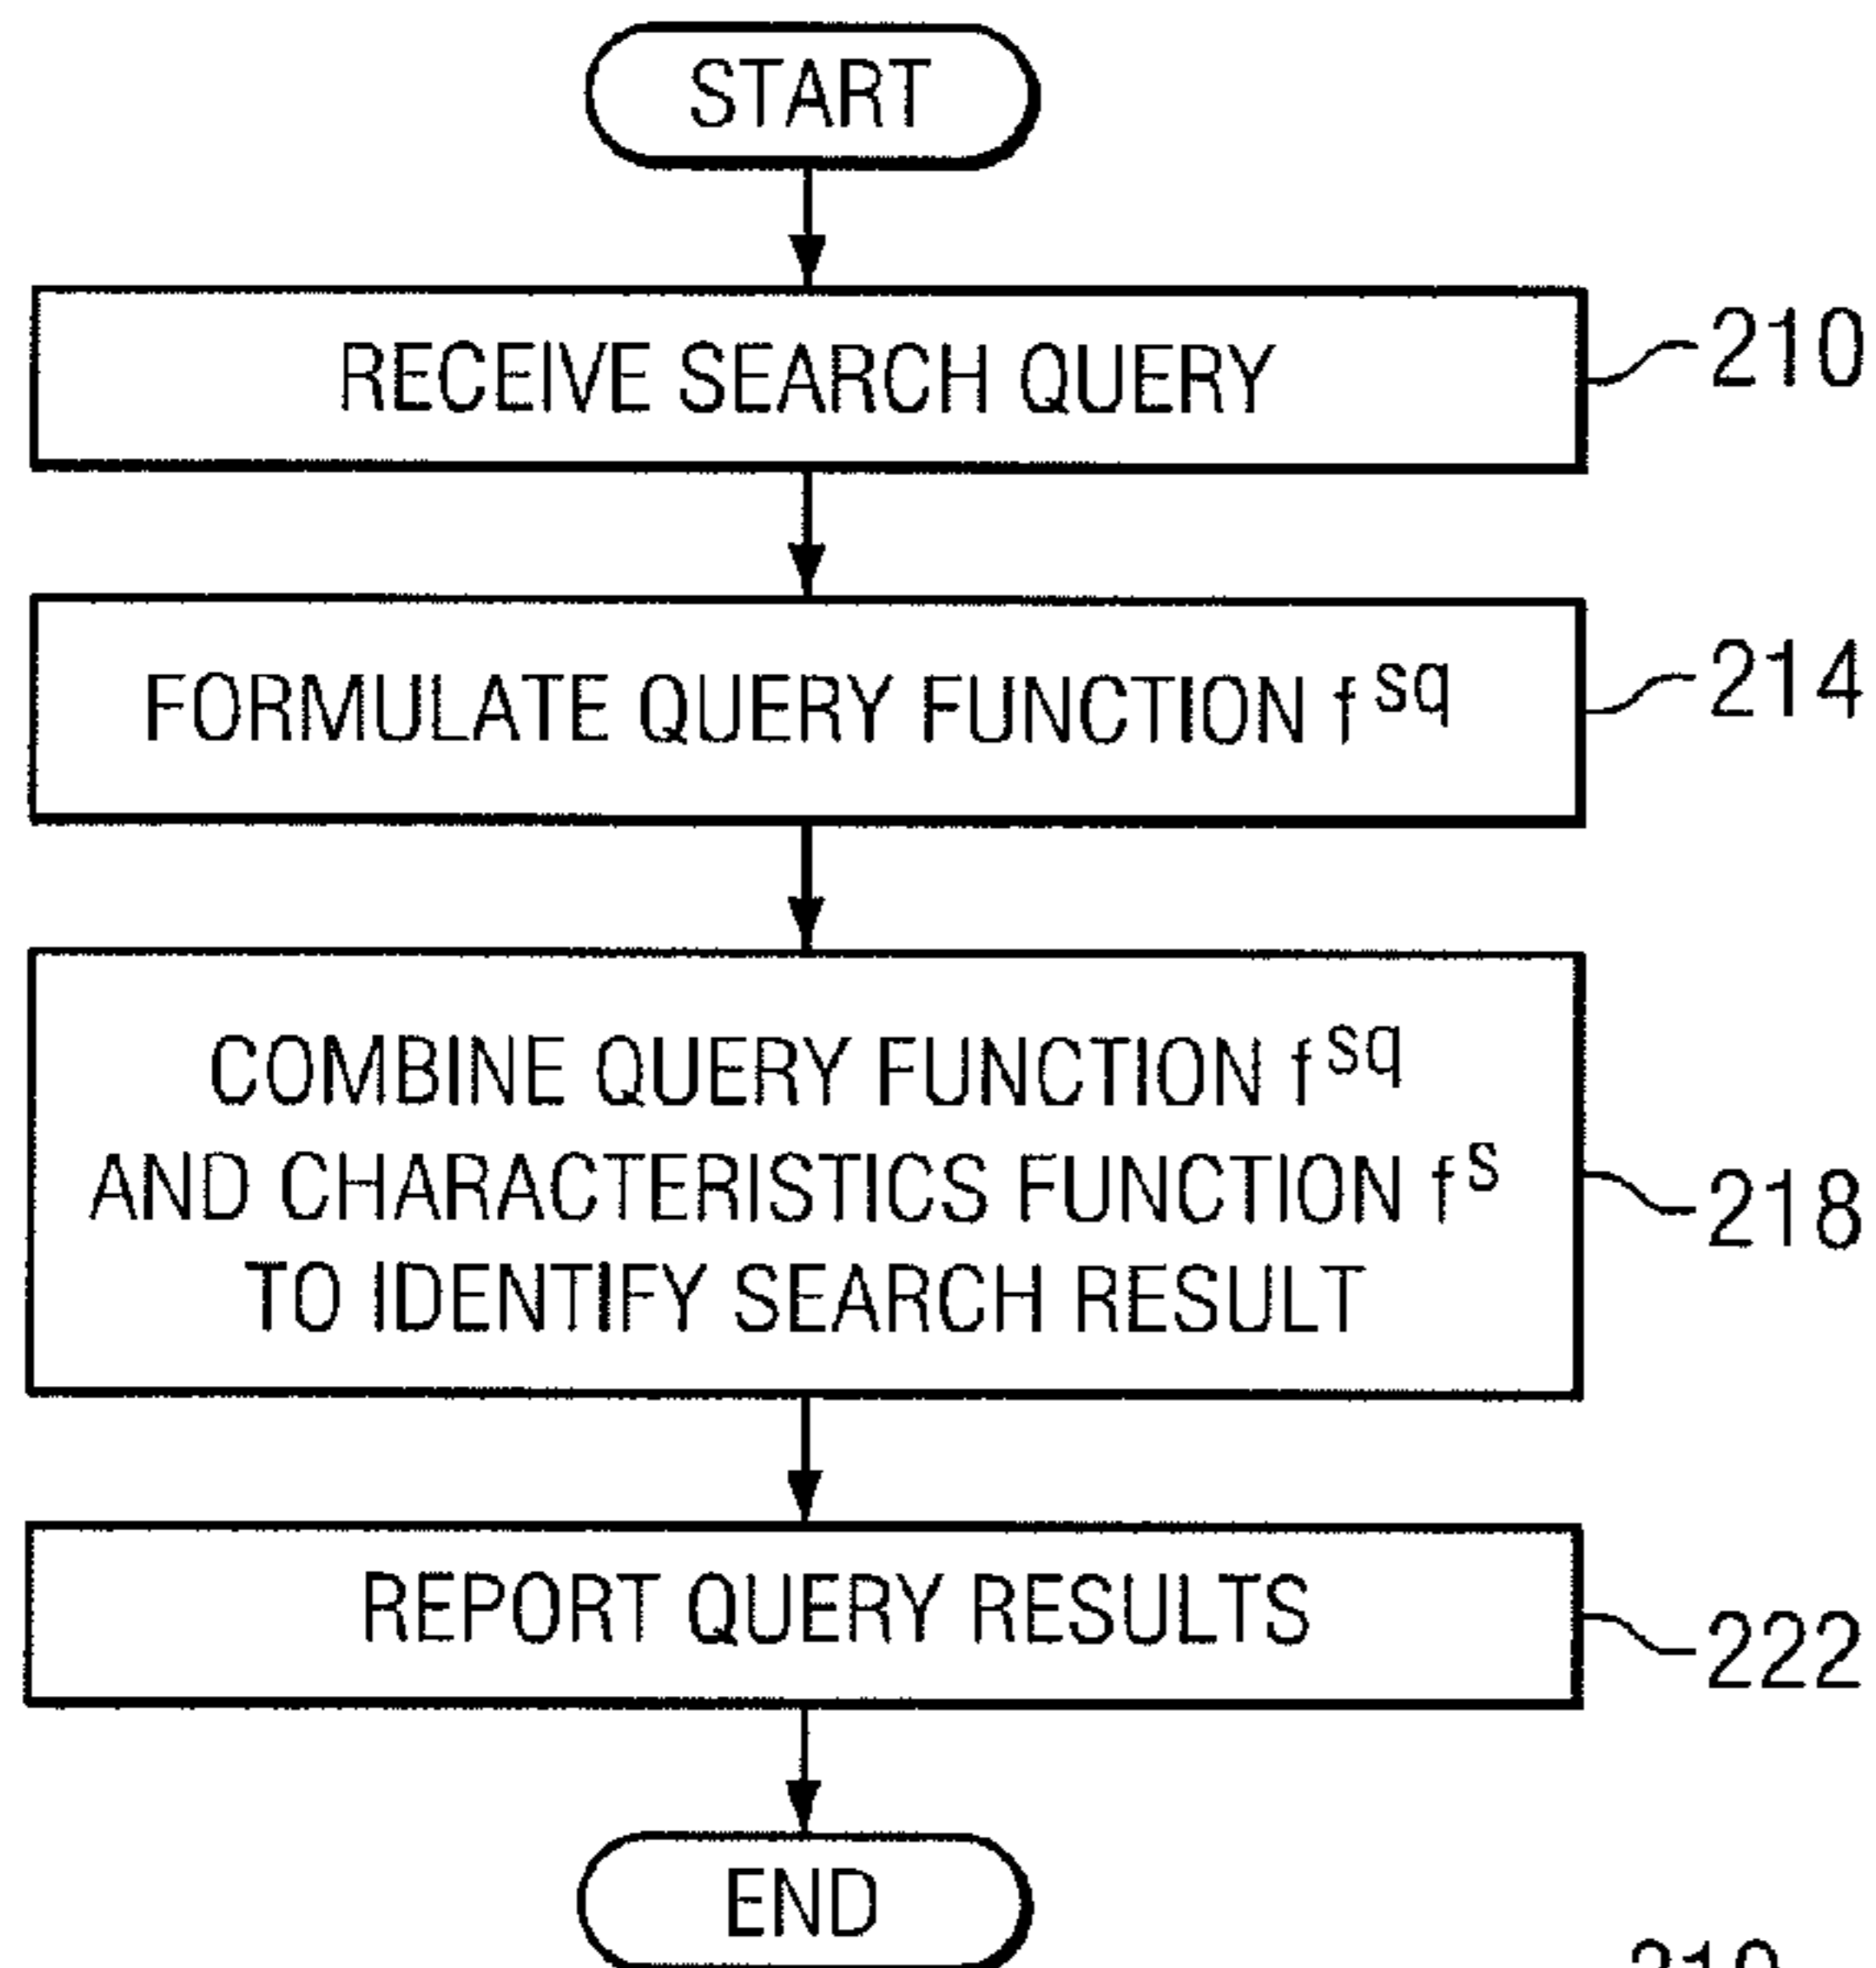 START
RECEIVE SEARCH QUERY
210
FORMULATE QUERY FUNCTION f sq
214
COMBINE QUERY FUNCTION f sq
AND CHARACTERISTICS FUNCTION f s
TO IDENTIFY SEARCH RESULT
218
REPORT QUERY RESULTS
222
END